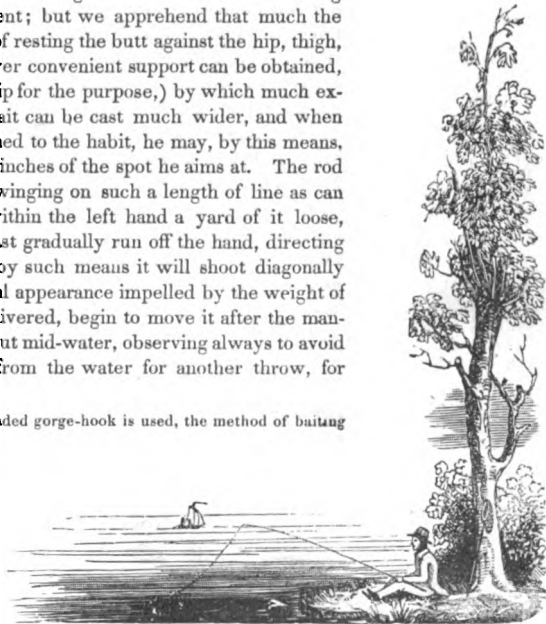 ent; but we apprehend that much the
f resting the butt against the hip, thigh,
er convenient support can be obtained,
ip for the purpose,) by which much ex-
ait can be cast much wider, and when
ed to the habit, he may, by this means,
inches of the spot he aims at. The rod
winging on such a length of line as can
ithin the left hand a yard of it loose,
st gradually run off the hand, directing
by such means it will shoot diagonally
l appearance impelled by the weight of
ivered, begin to move it after the man-
ut mid-water, observing always to avoid
from the water for another throw, for
ded gorge-hook is used, the method of baiting